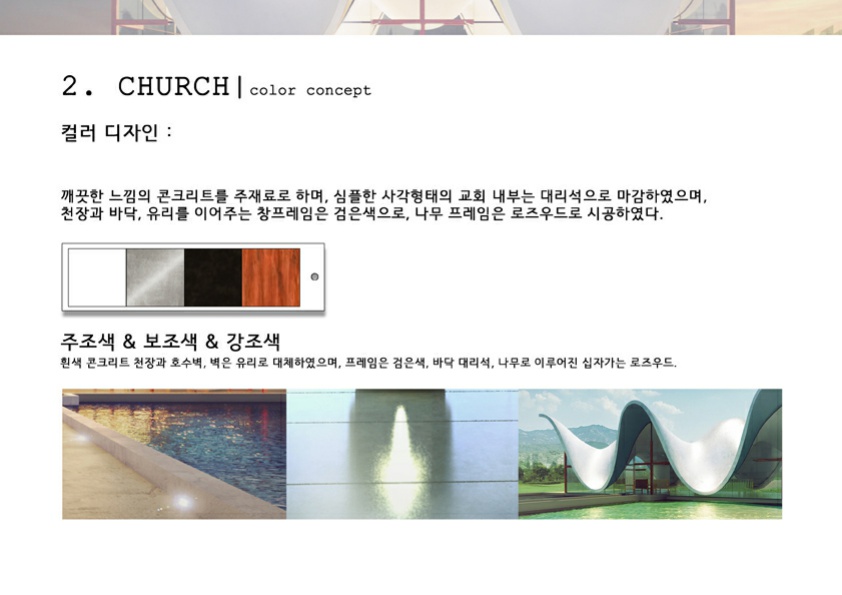 2. CHURCH | color concept
컬러 디자인 :
깨끗한 느낌의 콘크리트를 주재료로 하며, 심플한 사각형태의 교회 내부는 대리석으로 마감하였으며,
천장과 바닥, 유리를 이어주는 창프레임은 검은색으로, 나무 프레임은 로즈우드로 시공하였다.
주조색 & 보조색 & 강조색
흰색 콘크리트 천장과 호수벽, 벽은 유리로 대체하였으며, 프레임은 검은색, 바닥 대리석, 나무로 이루어진 십자가는 로즈우드.